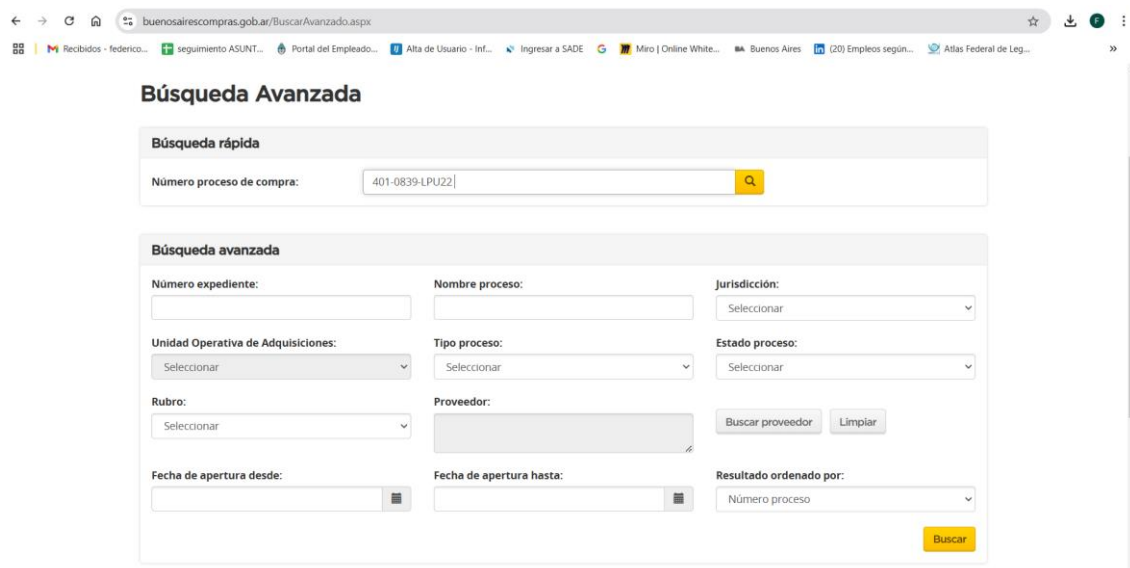 buenosairescompras.gob.ar/BuscarAvanzado.aspx
F
Recibidos - federico... seguimiento ASUNT... Portal del Empleado... Alta de Usuario - Inf... Ingresar a SADE Miro | Online White... BA Buenos Aires (20) Empleos según... Atlas Federal de Leg... »
Búsqueda Avanzada
Búsqueda rápida
Número proceso de compra: 401-0839-LPU22
Búsqueda avanzada
Número expediente: Nombre proceso: Jurisdicción:
Seleccionar
Unidad Operativa de Adquisiciones: Tipo proceso: Estado proceso:
Seleccionar Seleccionar Seleccionar
Rubro: Proveedor:
Seleccionar Buscar proveedor Limpiar
Fecha de apertura desde: Fecha de apertura hasta: Resultado ordenado por:
Número proceso
Buscar